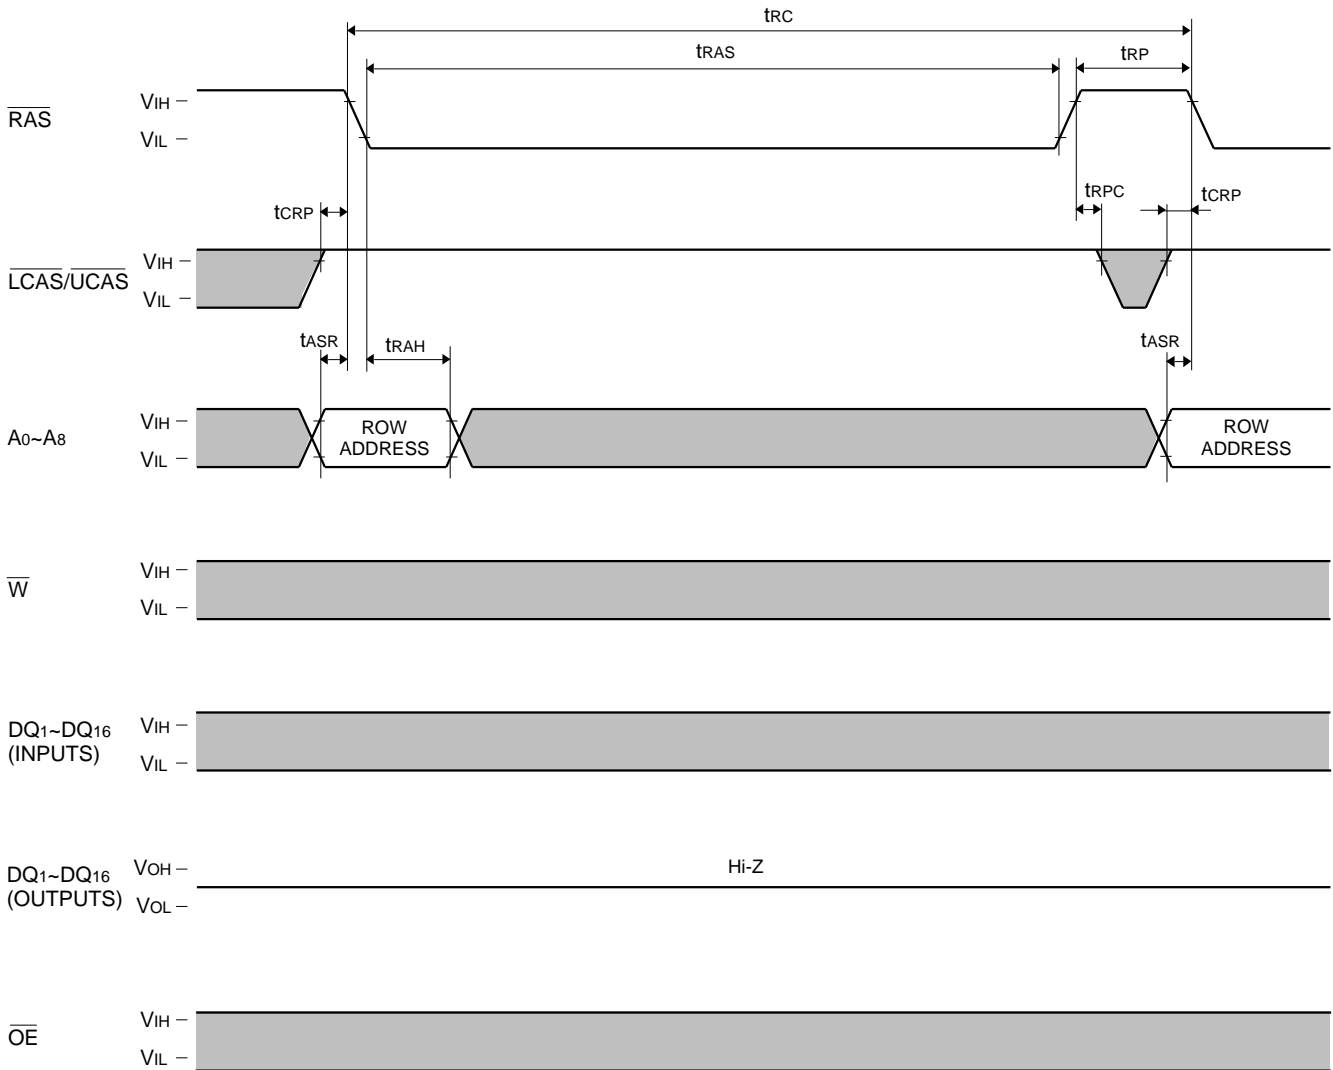 tRC
tRAS
tRP
RAS
VIH –
VIL –
tCRP
tRPC
tCRP
LCAS/UCAS
VIH –
VIL –
tASR
tRAH
tASR
A0~A8
VIH –
VIL –
ROW
ADDRESS
ROW
ADDRESS
W
VIH –
VIL –
DQ1~DQ16
(INPUTS)
VIH –
VIL –
DQ1~DQ16
(OUTPUTS)
VOH –
VOL –
Hi-Z
OE
VIH –
VIL –